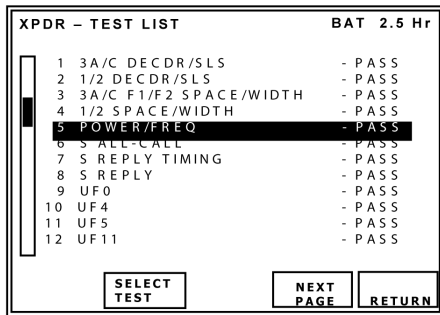 XPDR – TEST LIST BAT 2.5 Hr
1 3A/C DECDR/SLS - PASS
2 1/2 DECDR/SLS - PASS
3 3A/C F1/F2 SPACE/WIDTH - PASS
4 1/2 SPACE/WIDTH - PASS
5 POWER/FREQ - PASS
6 S ALL-CALL - PASS
7 S REPLY TIMING - PASS
8 S REPLY - PASS
9 UF0 - PASS
10 UF4 - PASS
11 UF5 - PASS
12 UF11 - PASS
SELECT TEST
NEXT PAGE
RETURN